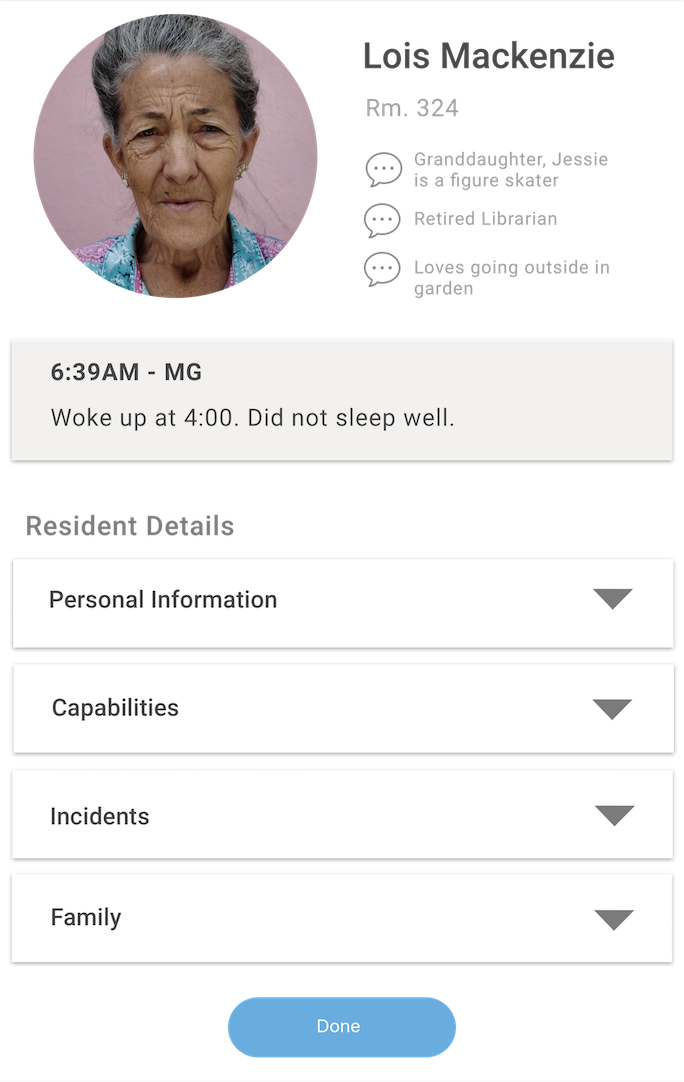 Lois Mackenzie
Rm. 324
Granddaughter, Jessie
is a figure skater
Retired Librarian
Loves going outside in
garden
6:39AM - MG
Woke up at 4:00. Did not sleep well.
Resident Details
Personal Information
Capabilities
Incidents
Family
Done